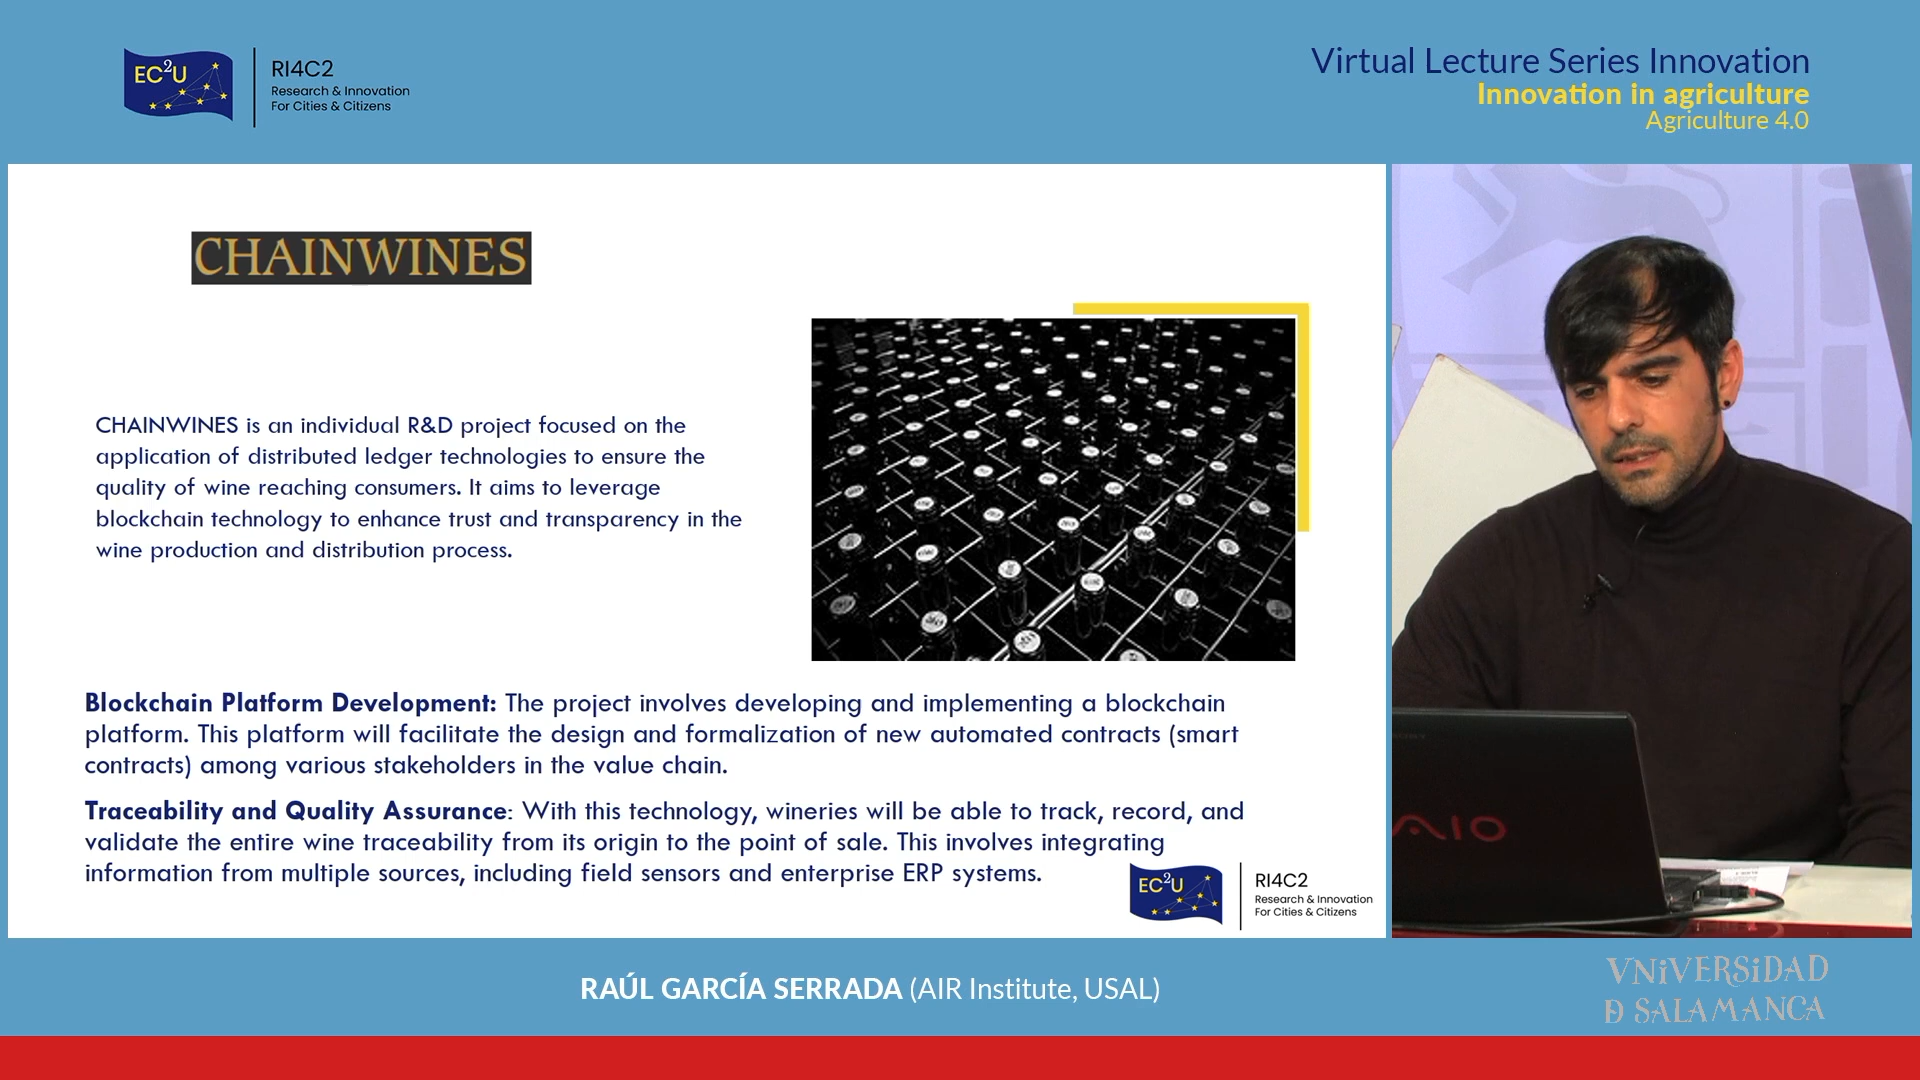 EC2U
RI4C2
Research & Innovation
For Cities & Citizens
Virtual Lecture Series Innovation
Innovation in agriculture
Agriculture 4.0
CHAINWINES
CHAINWINES is an individual R&D project focused on the
application of distributed ledger technologies to ensure the
quality of wine reaching consumers. It aims to leverage
blockchain technology to enhance trust and transparency in the
wine production and distribution process.
Blockchain Platform Development: The project involves developing and implementing a blockchain
platform. This platform will facilitate the design and formalization of new automated contracts (smart
contracts) among various stakeholders in the value chain.
Traceability and Quality Assurance: With this technology, wineries will be able to track, record, and
validate the entire wine traceability from its origin to the point of sale. This involves integrating
information from multiple sources, including field sensors and enterprise ERP systems.
EC2U
RI4C2
Research & Innovation
For Cities & Citizens
AIO
RAÚL GARCÍA SERRADA (AIR Institute, USAL)
VNiVERSiDAD
Ð SALAMANCA